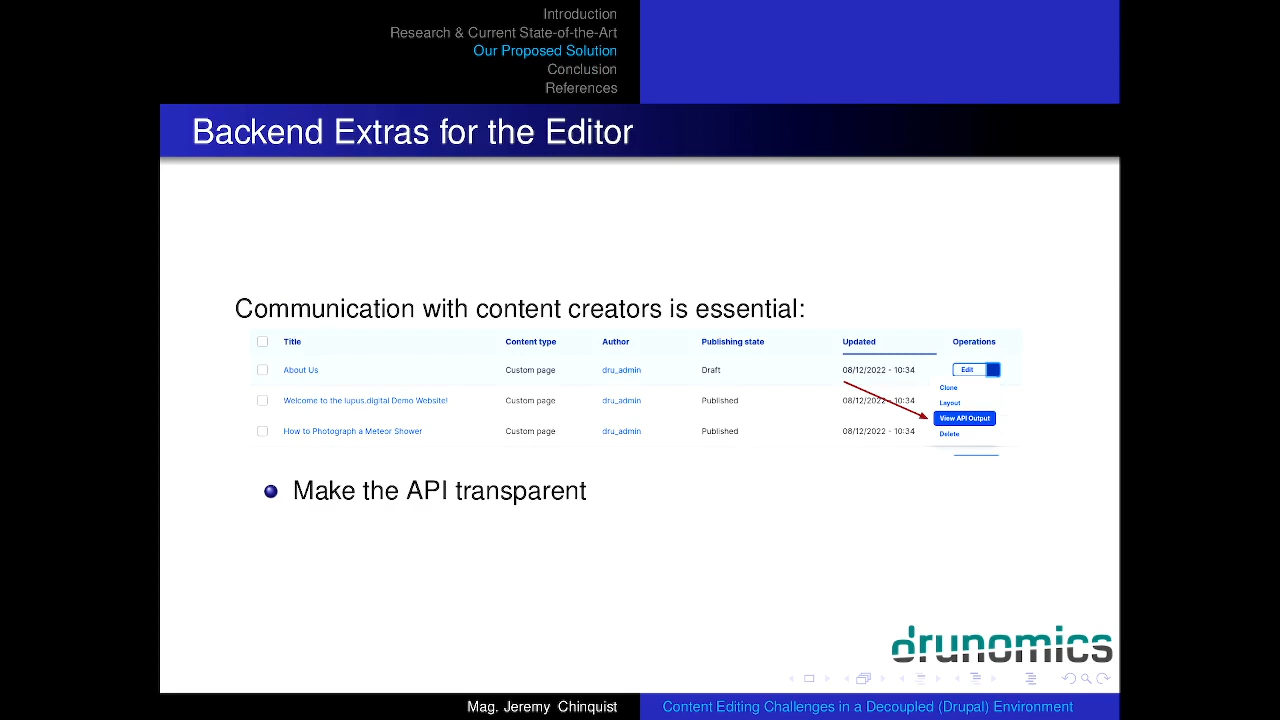 Introduction
Research & Current State-of-the-Art
Our Proposed Solution
Conclusion
References
Backend Extras for the Editor
Communication with content creators is essential:
Title Content type Author Publishing state Updated Operations
About Us Custom page dru_admin Draft 08/12/2022 - 10:34 Edit
Clone
Welcome to the lupus.digital Demo Website! Custom page dru_admin Published 08/12/2022 - 10:34 Layout
View API Output
How to Photograph a Meteor Shower Custom page dru_admin Published 08/12/2022 - 10:34 Delete
Make the API transparent
drunomics
Mag. Jeremy Chinquist Content Editing Challenges in a Decoupled (Drupal) Environment